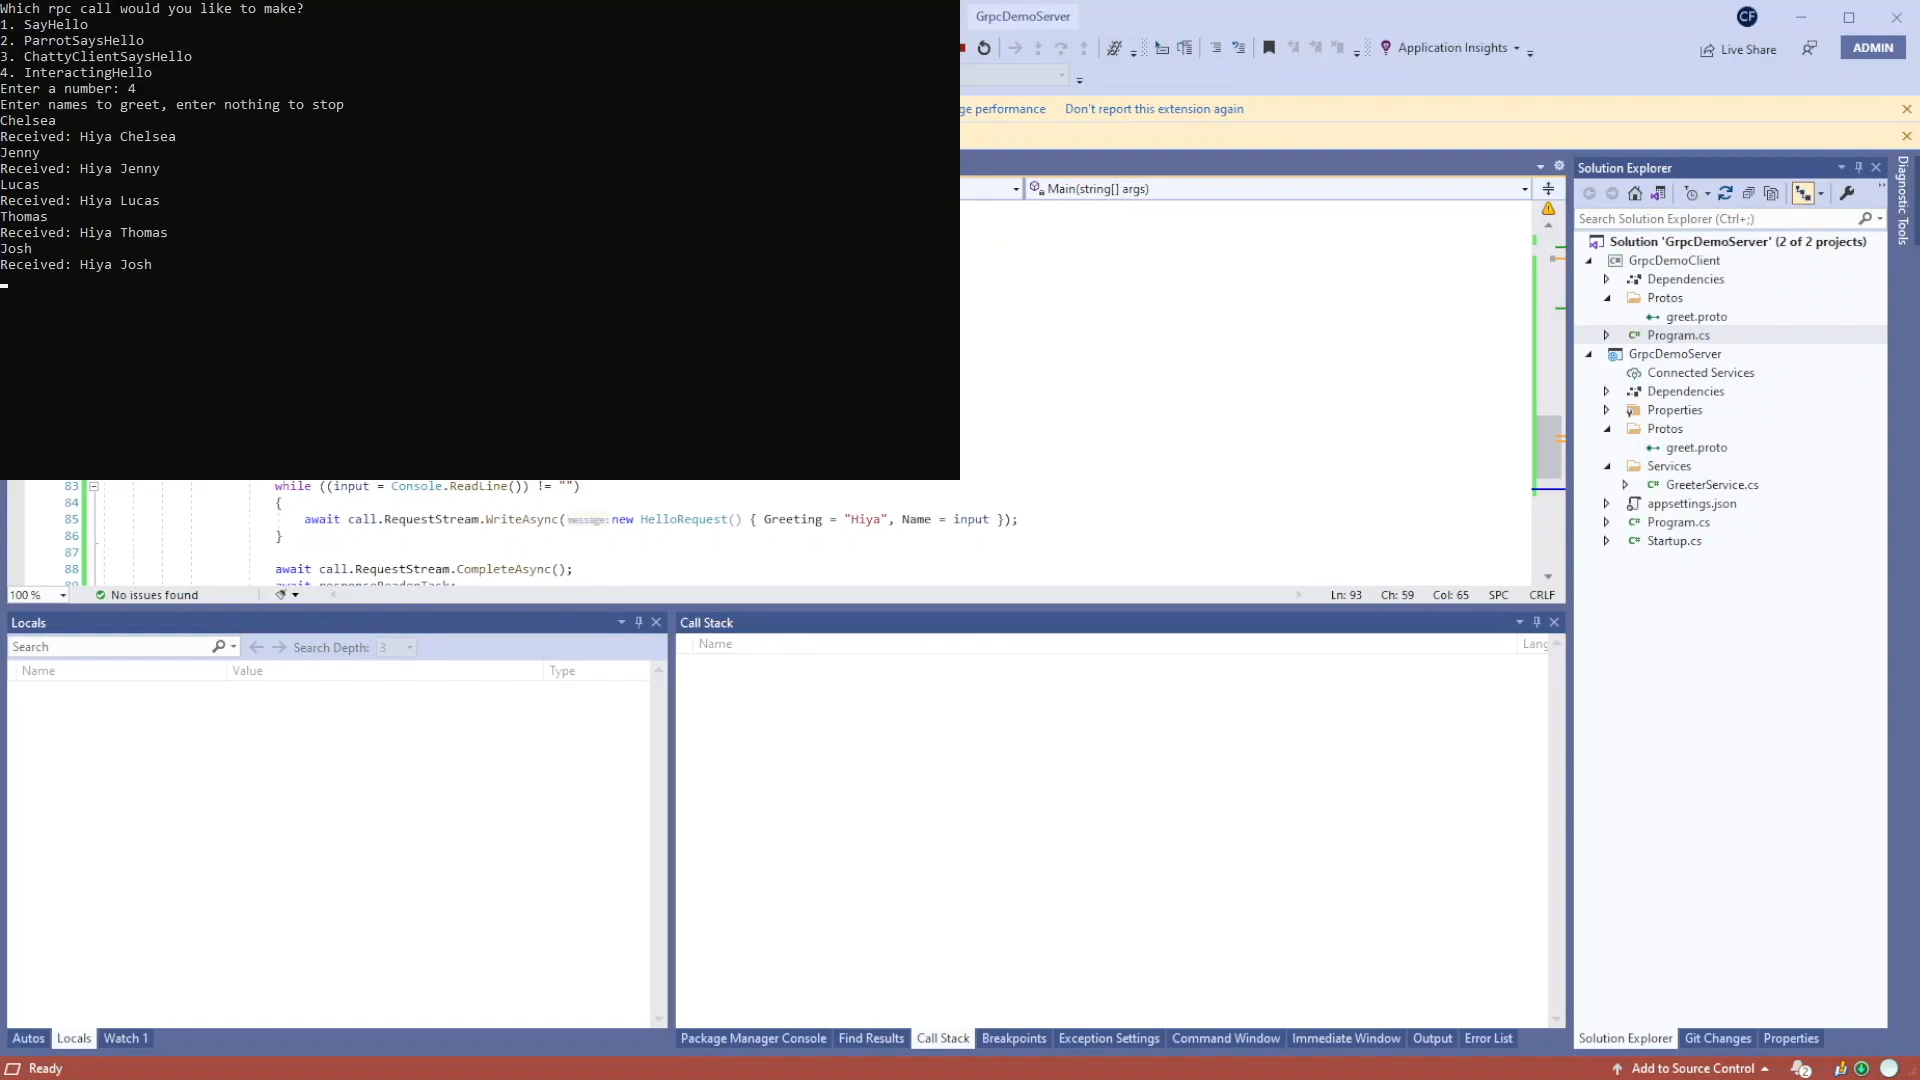 Which rpc call would you like to make?
1. SayHello
2. ParrotSaysHello
3. ChattyClientSaysHello
4. InteractingHello
Enter a number: 4
Enter names to greet, enter nothing to stop
Chelsea
Received: Hiya Chelsea
Jenny
Received: Hiya Jenny
Lucas
Received: Hiya Lucas
Thomas
Received: Hiya Thomas
Josh
Received: Hiya Josh
GrpcDemoServer
CF
Application Insights
Live Share
ADMIN
performance Don't report this extension again
Main(string[] args)
83 while ((input = Console.ReadLine()) != "")
84 {
85 await call.RequestStream.WriteAsync(message: new HelloRequest() { Greeting = "Hiya", Name = input });
86 }
87
88 await call.RequestStream.CompleteAsync();
89 await responseReaderTask;
100 % No issues found Ln: 93 Ch: 59 Col: 65 SPC CRLF
Solution Explorer
Search Solution Explorer (Ctrl+;)
Solution 'GrpcDemoServer' (2 of 2 projects)
GrpcDemoClient
Dependencies
Protos
greet.proto
Program.cs
GrpcDemoServer
Connected Services
Dependencies
Properties
Protos
greet.proto
Services
GreeterService.cs
appsettings.json
Program.cs
Startup.cs
Diagnostic Tools
Locals
Search Search Depth: 3
Name Value Type
Call Stack
Name Lang
Autos Locals Watch 1
Package Manager Console Find Results Call Stack Breakpoints Exception Settings Command Window Immediate Window Output Error List
Solution Explorer Git Changes Properties
Ready
Add to Source Control
2